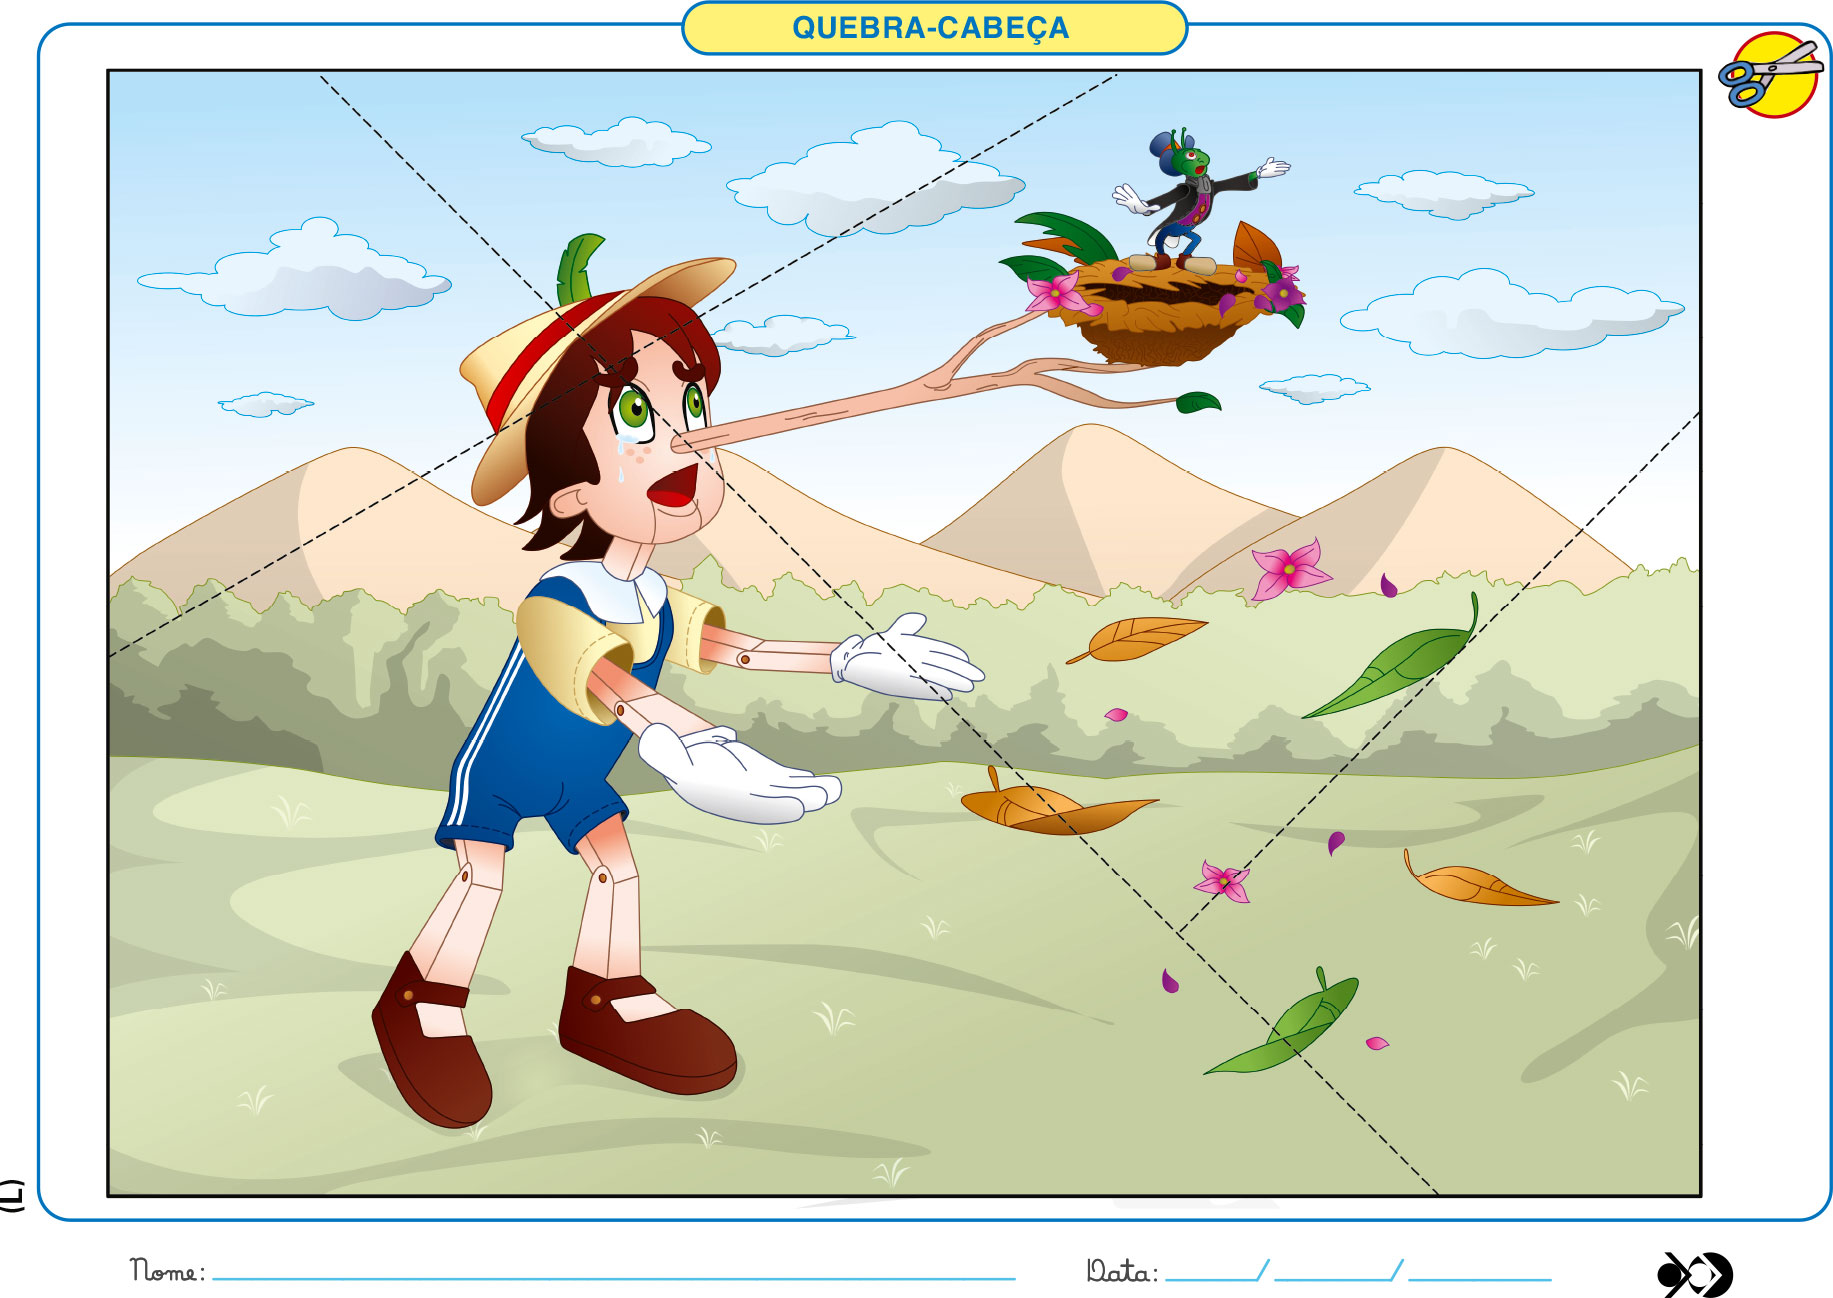 QUEBRA-CABEÇA
(L)
Nome:
Data: / /